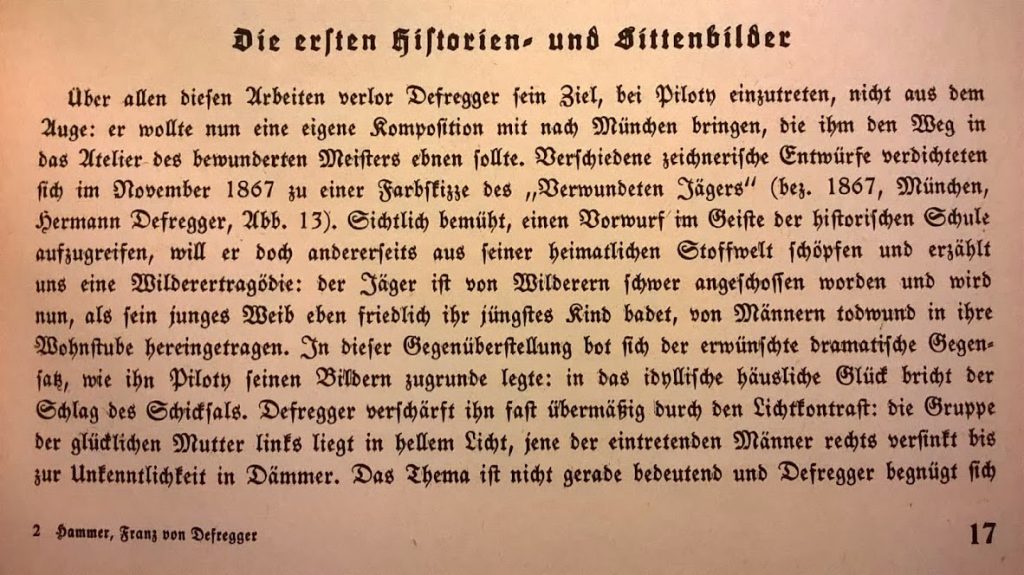 Die ersten Historien- und Sittenbilder
Über allen diesen Arbeiten verlor Defregger sein Ziel, bei Piloty einzutreten, nicht aus dem
Auge: er wollte nun eine eigene Komposition mit nach München bringen, die ihm den Weg in
das Atelier des bewunderten Meisters ebnen sollte. Verschiedene zeichnerische Entwürfe verdichteten
sich im November 1867 zu einer Farbskizze des „Verwundeten Jägers“ (bez. 1867, München,
Hermann Defregger, Abb. 13). Sichtlich bemüht, einen Vorwurf im Geiste der historischen Schule
aufzugreifen, will er doch andererseits aus seiner heimatlichen Stoffwelt schöpfen und erzählt
uns eine Wilderertragödie: der Jäger ist von Wilderern schwer angeschossen worden und wird
nun, als sein junges Weib eben friedlich ihr jüngstes Kind badet, von Männern todwund in ihre
Wohnstube hereingetragen. In dieser Gegenüberstellung bot sich der erwünschte dramatische Gegen-
satz, wie ihn Piloty seinen Bildern zugrunde legte: in das idyllische häusliche Glück bricht der
Schlag des Schicksals. Defregger verschärft ihn fast übermäßig durch den Lichtkontrast: die Gruppe
der glücklichen Mutter links liegt in hellem Licht, jene der eintretenden Männer rechts versinkt bis
zur Unkenntlichkeit in Dämmer. Das Thema ist nicht gerade bedeutend und Defregger begnügt sich
2 Hammer, Franz von Defregger
17